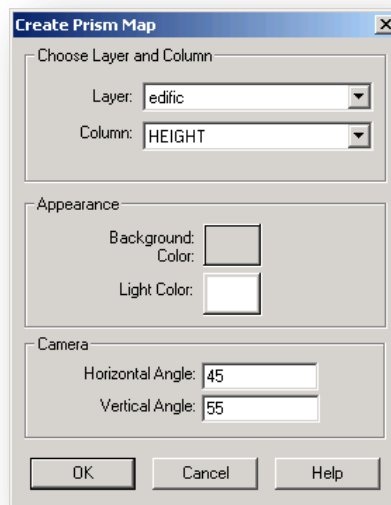 Create Prism Map
Choose Layer and Column
Layer: edific
Column: HEIGHT
Appearance
Background
Color:
Light Color:
Camera
Horizontal Angle: 45
Vertical Angle: 55
OK Cancel Help